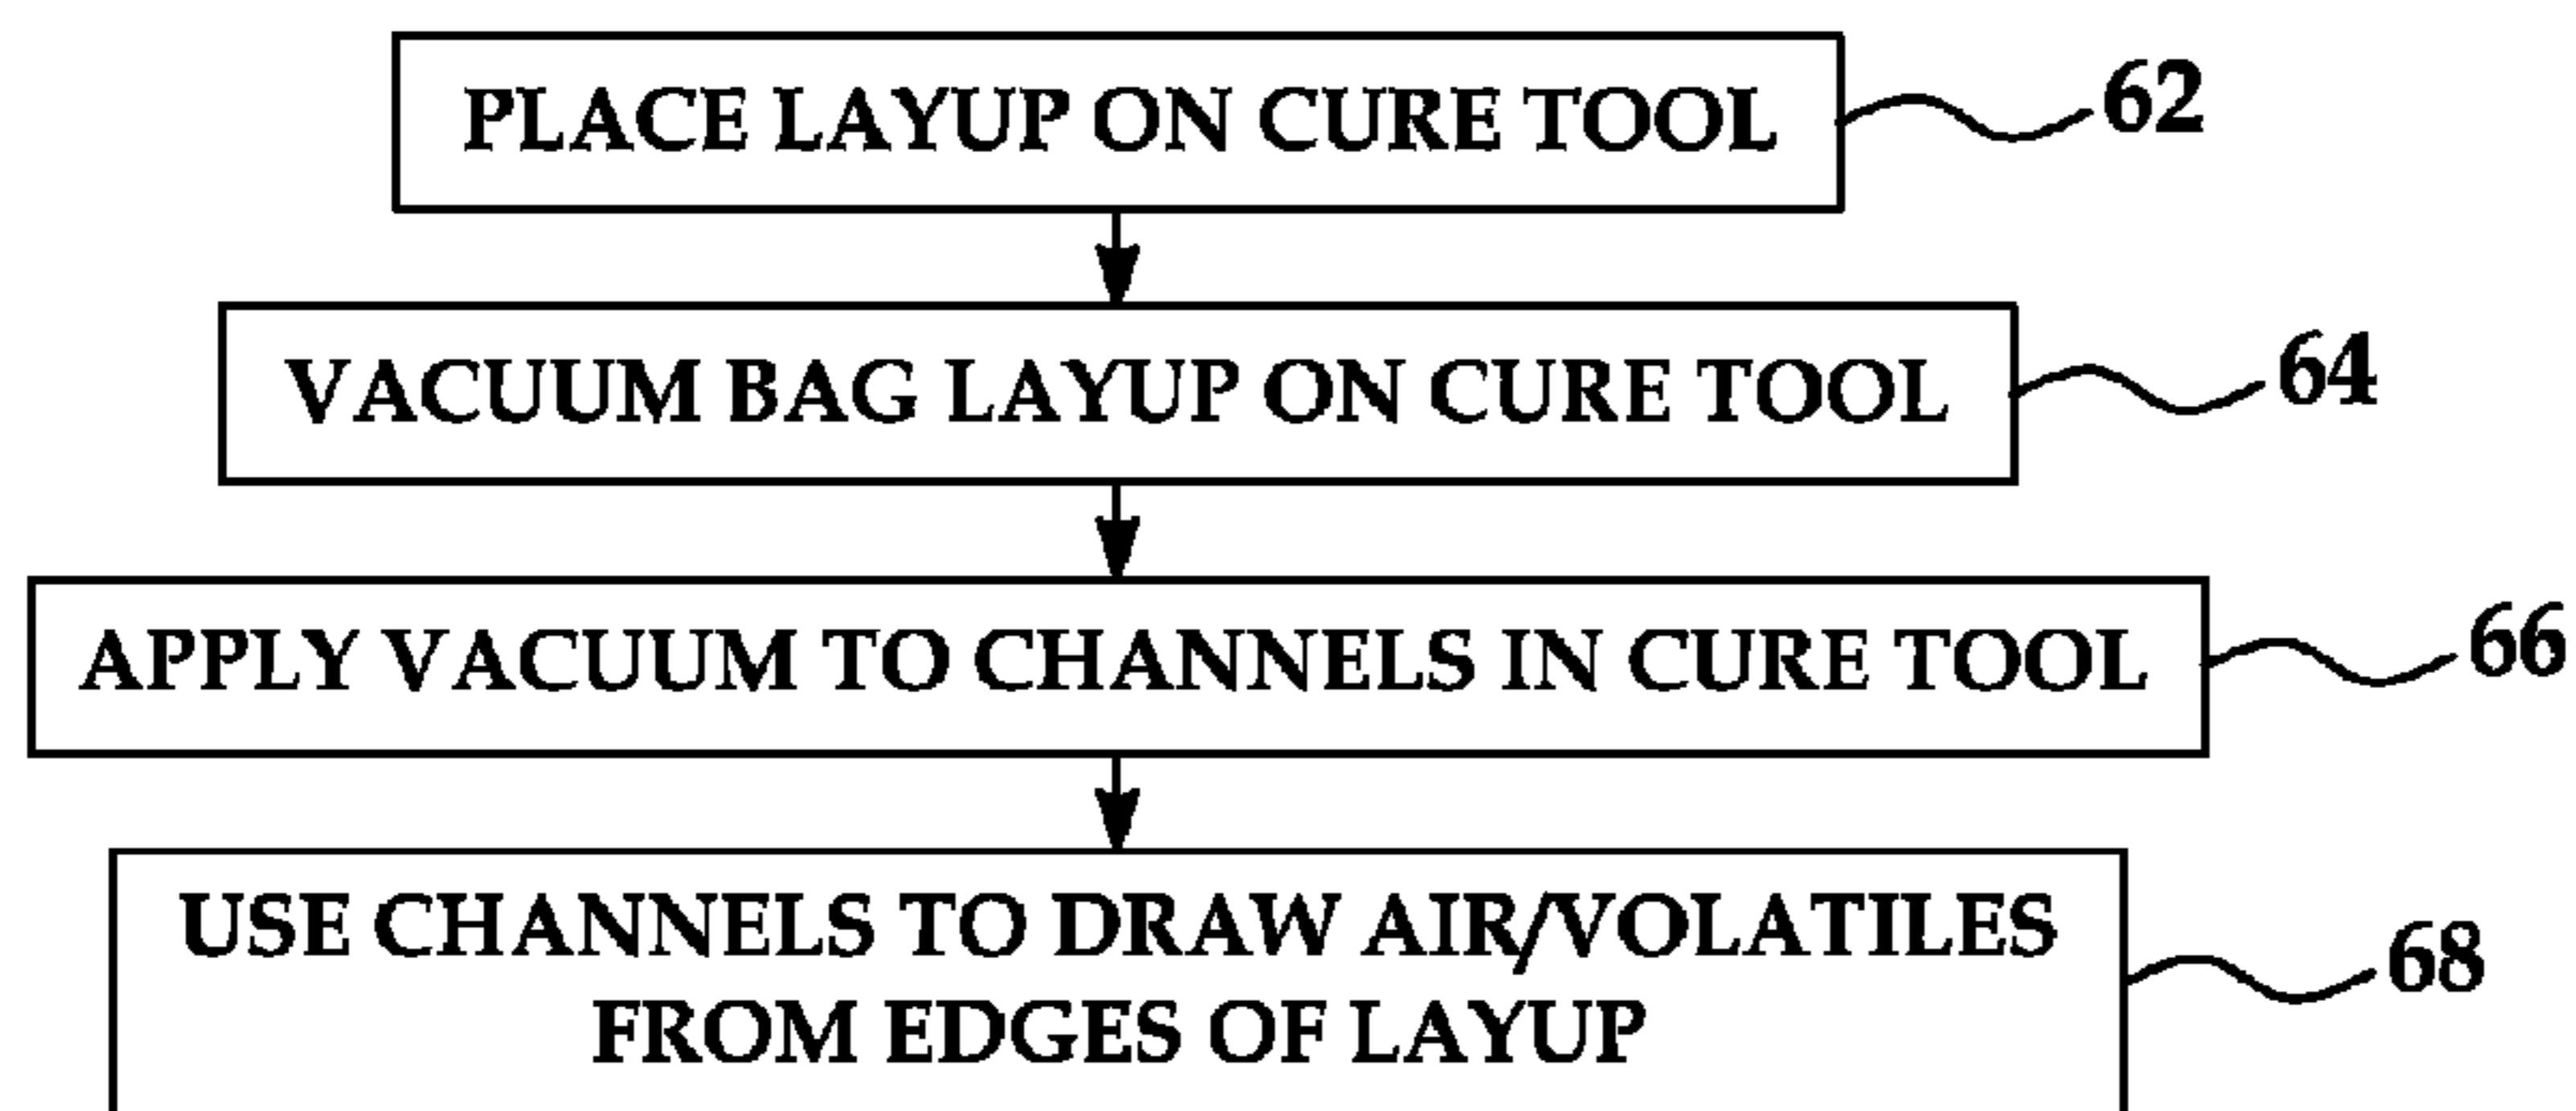 PLACE LAYUP ON CURE TOOL
62
VACUUM BAG LAYUP ON CURE TOOL
64
APPLY VACUUM TO CHANNELS IN CURE TOOL
66
USE CHANNELS TO DRAW AIR/VOLATILES
FROM EDGES OF LAYUP
68